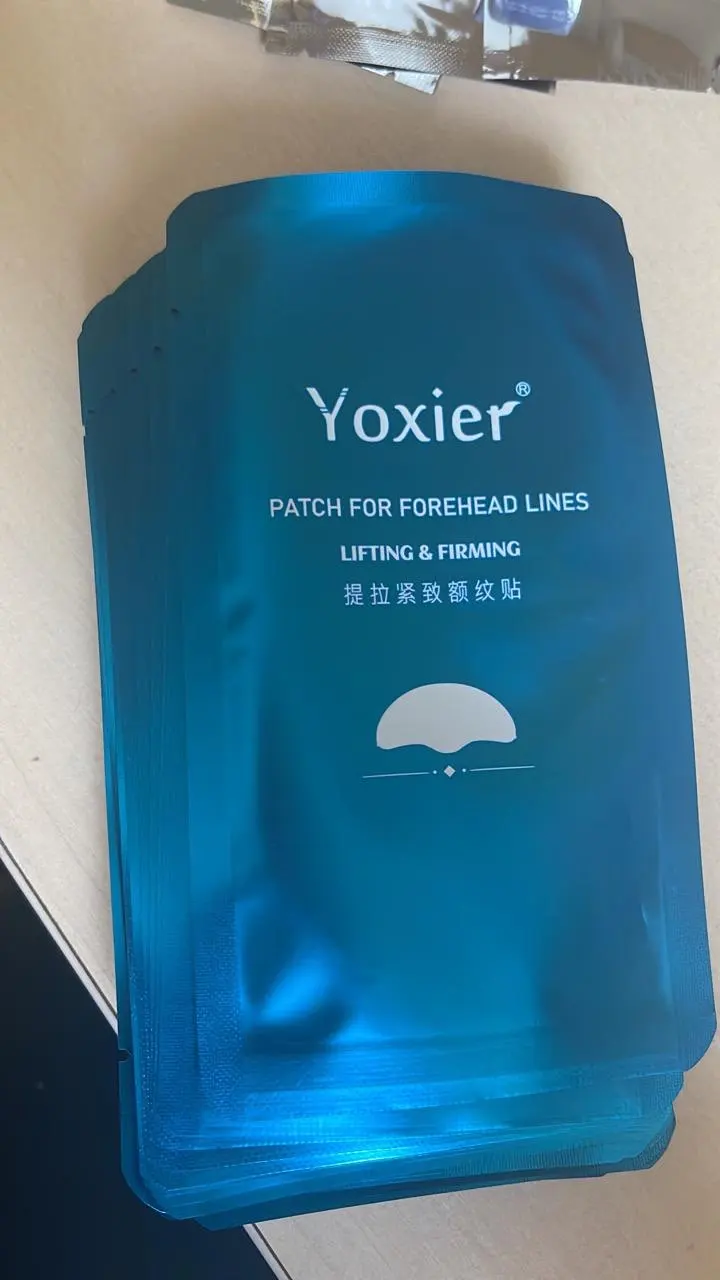 Yoxier®
PATCH FOR FOREHEAD LINES
LIFTING & FIRMING
提拉紧致额纹贴